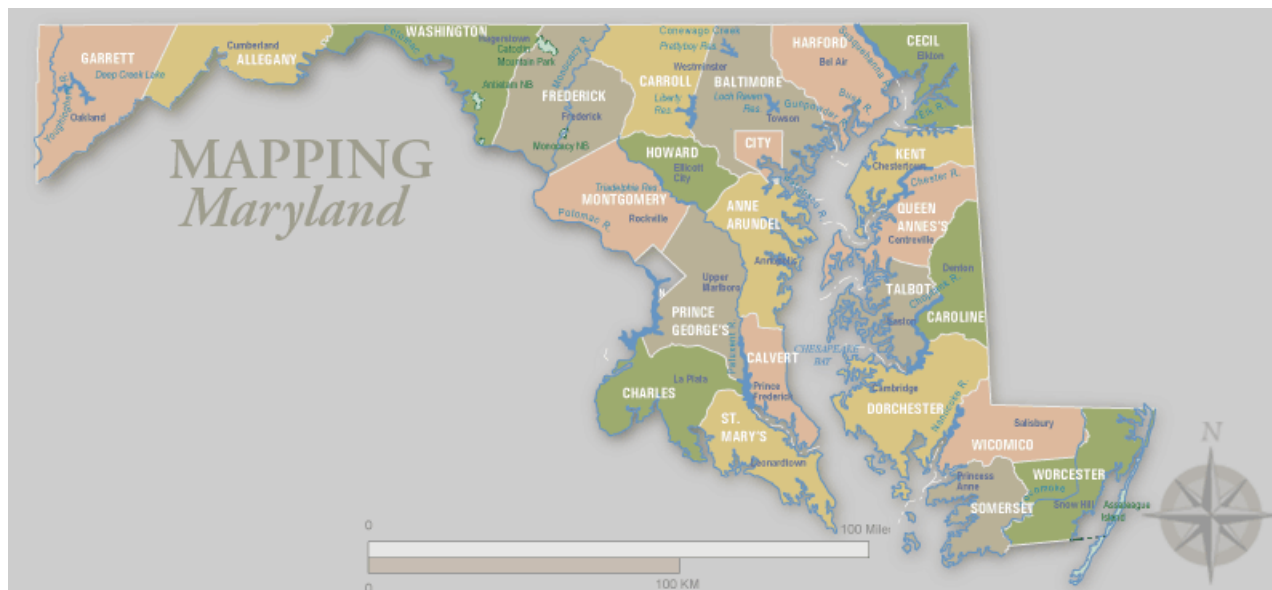 WASHINGTON
GARRETT
Deep Creek Lake
Youghiogheny R.
Oakland
Cumberland
ALLEGANY
Potomac
Hagerstown
Catoctin
Mountain Park
Antietam NB
Monocacy R.
FREDERICK
Frederick
Monocacy NB
Conewago Creek
Prettyboy Res.
Westminster
CARROLL
Liberty
Res.
BALTIMORE
Loch Raven
Res.
Towson
Gunpowder
HARFORD
Bel Air
Susquehanna R.
Bush R.
CECIL
Elkton
Elk R.
MAPPING
Maryland
HOWARD
Ellicott
City
CITY
Patapsco R.
KENT
Chestertown
Chester R.
Triadelphia Res.
MONTGOMERY
Potomac R.
Rockville
ANNE
ARUNDEL
Annapolis
QUEEN
ANNES'S
Centreville
Upper
Marlboro
Denton
TALBOT
Choptank R.
Easton
CAROLINE
PRINCE
GEORGE'S
Patuxent R.
CALVERT
Prince
Frederick
CHESAPEAKE
BAY
CHARLES
La Plata
Cambridge
DORCHESTER
Nanticoke R.
ST.
MARY'S
Leonardtown
Salisbury
WICOMICO
Princess
Anne
SOMERSET
WORCESTER
Snow Hill
Assateague
Island
N
0
100 Miles
0
100 KM